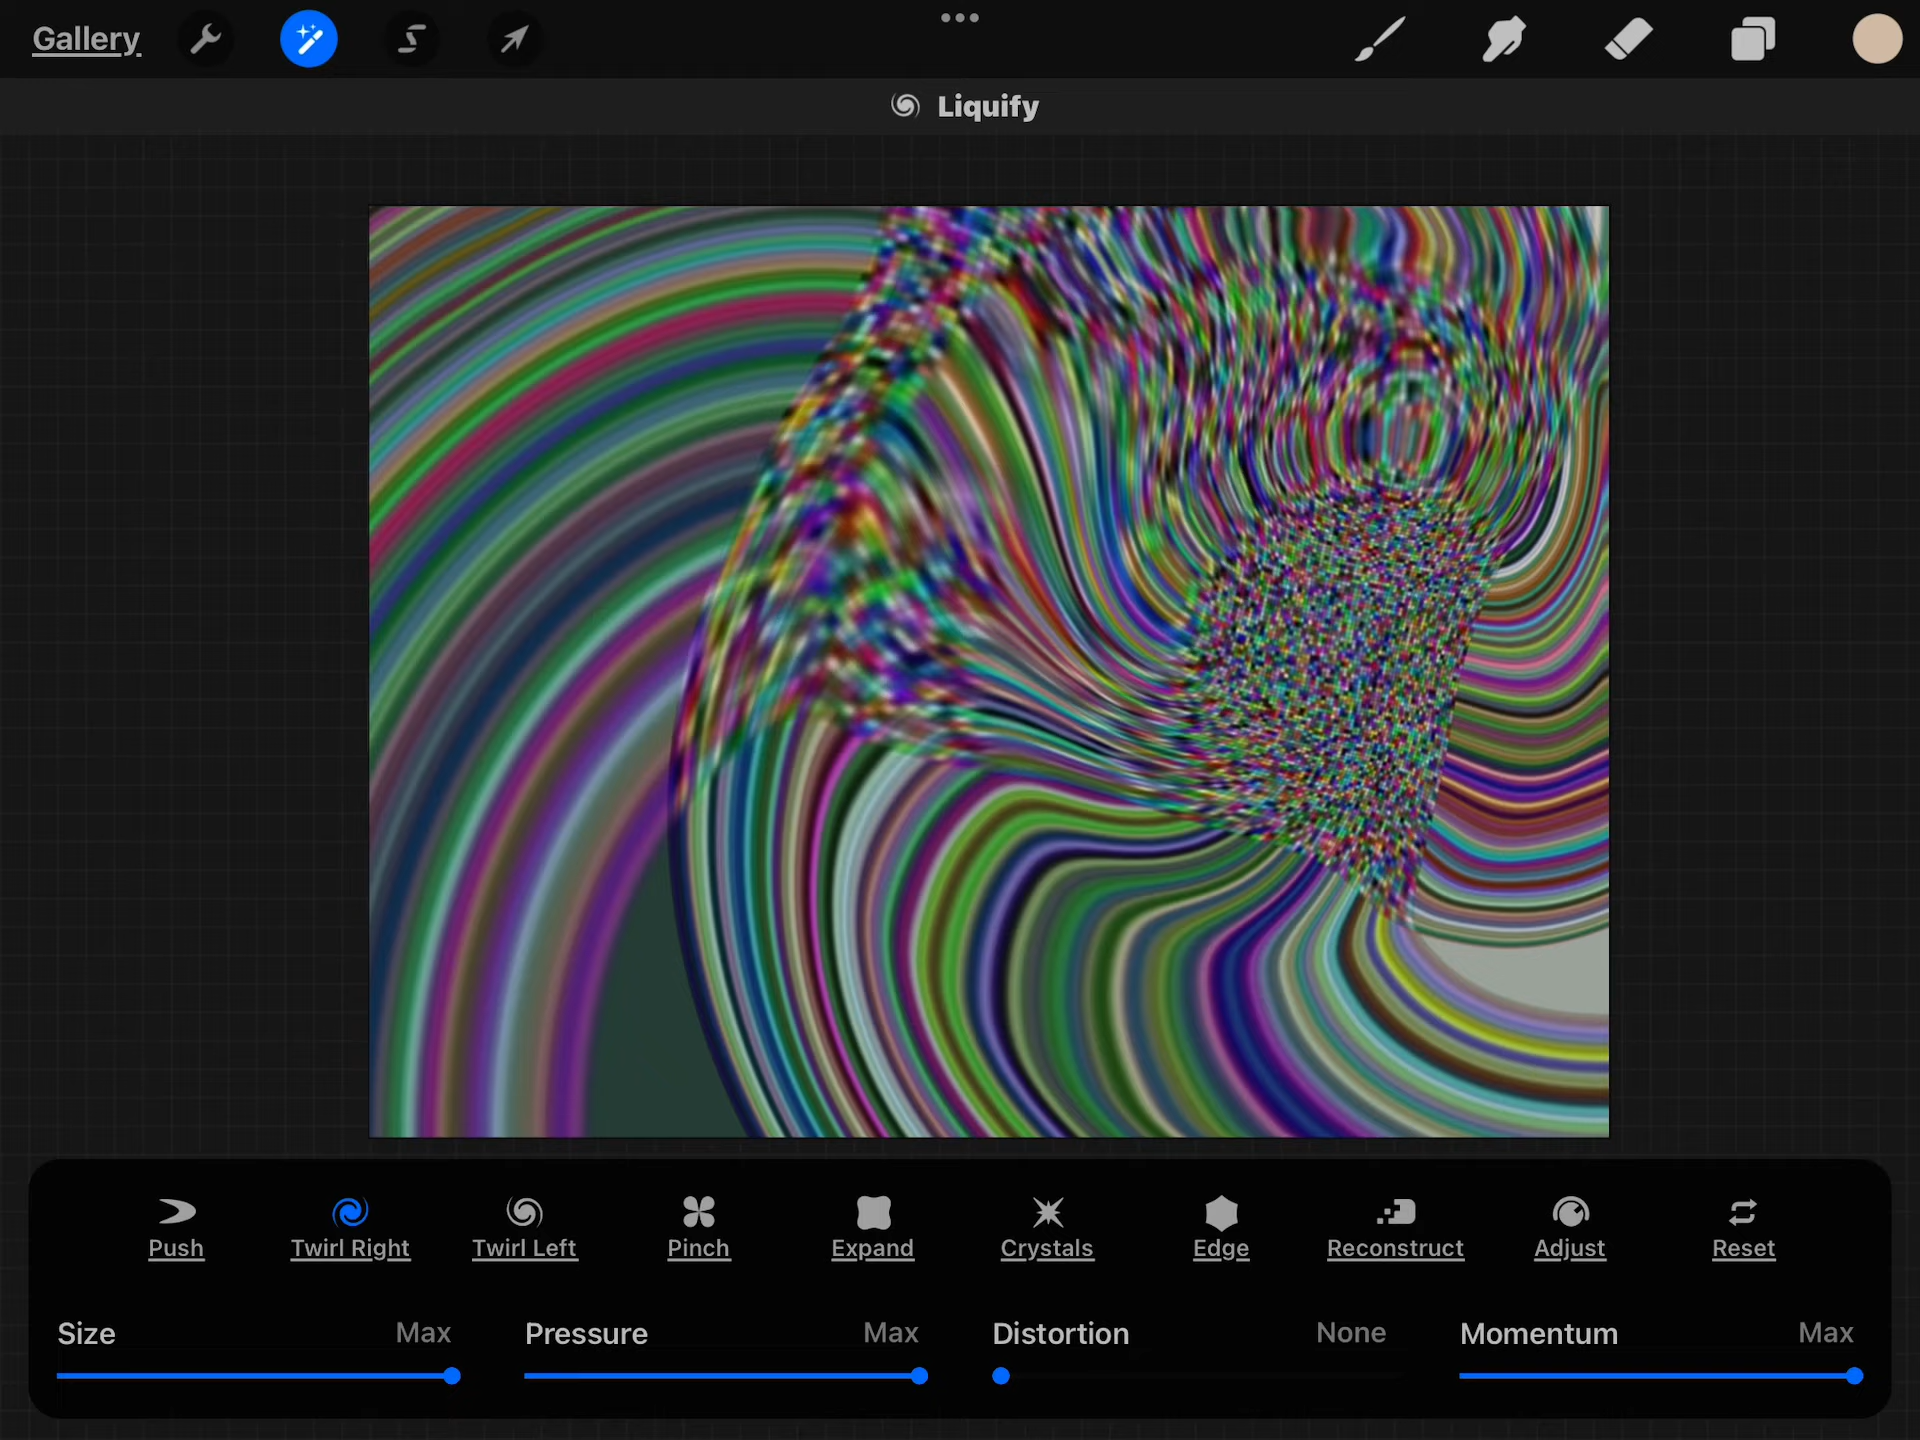 Gallery
Liquify
Push
Twirl Right
Twirl Left
Pinch
Expand
Crystals
Edge
Reconstruct
Adjust
Reset
Size Max
Pressure Max
Distortion None
Momentum Max